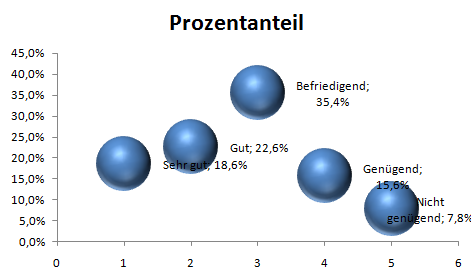 Prozentanteil
45,0%
40,0%
35,0%
30,0%
25,0%
20,0%
15,0%
10,0%
5,0%
0,0%
Befriedigend;
35,4%
Gut; 22,6%
Sehr gut; 18,6%
Genügend;
15,6%
Nicht
genügend; 7,8%
0 1 2 3 4 5 6